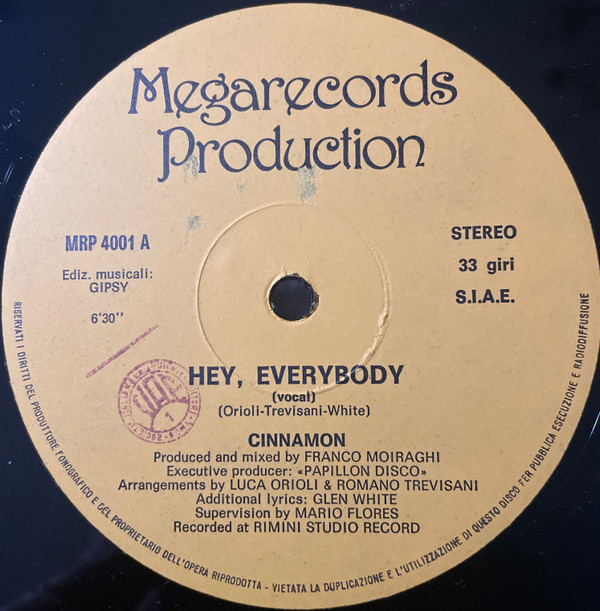 Megarecords
Production
MRP 4001 A
Ediz. musicali:
GIPSY
6'30''
STEREO
33 giri
S.I.A.E.
HEY, EVERYBODY
(vocal)
(Orioli-Trevisani-White)
CINNAMON
Produced and mixed by FRANCO MOIRAGHI
Executive producer: «PAPILLON DISCO»
Arrangements by LUCA ORIOLI & ROMANO TREVISANI
Additional lyrics: GLEN WHITE
Supervision by MARIO FLORES
Recorded at RIMINI STUDIO RECORD
RISERVATI I DIRITTI DEL PRODUTTORE FONOGRAFICO E DEL PROPRIETARIO DELL'OPERA RIPRODOTTA - VIETATA LA DUPLICAZIONE E L'UTILIZZAZIONE DI QUESTO DISCO PER PUBBLICA ESECUZIONE E RADIODIFFUSIONE
1